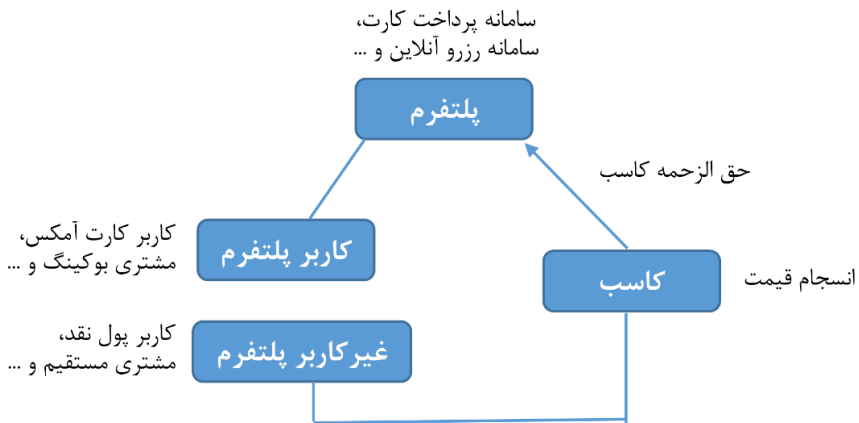 سامانه پرداخت کارت،
سامانه رزرو آنلاین و ...
پلتفرم
حق الزحمه کاسب
کاربر کارت آمکس،
مشتری بوکینگ و ...
کاربر پلتفرم
کاسب
انسجام قیمت
کاربر پول نقد،
مشتری مستقیم و ...
غیرکاربر پلتفرم